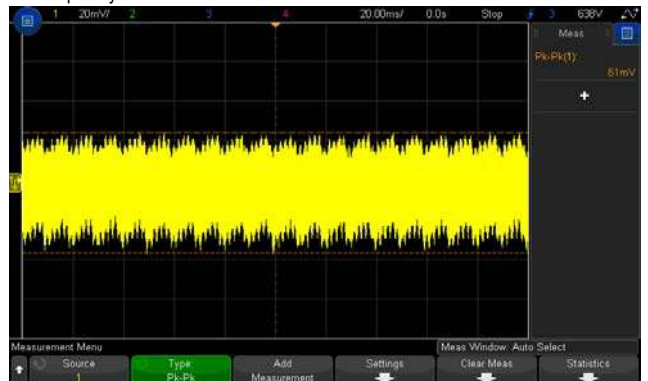 1 20mV/ 2 3 4 20.00ms/ 0.0s Stop 3 638V
Meas
Pk-Pk(1):
61mV
+
Measurement Menu
Meas Window: Auto Select
Source Type Add Settings Clear Meas Statistics
1 Pk-Pk Measurement